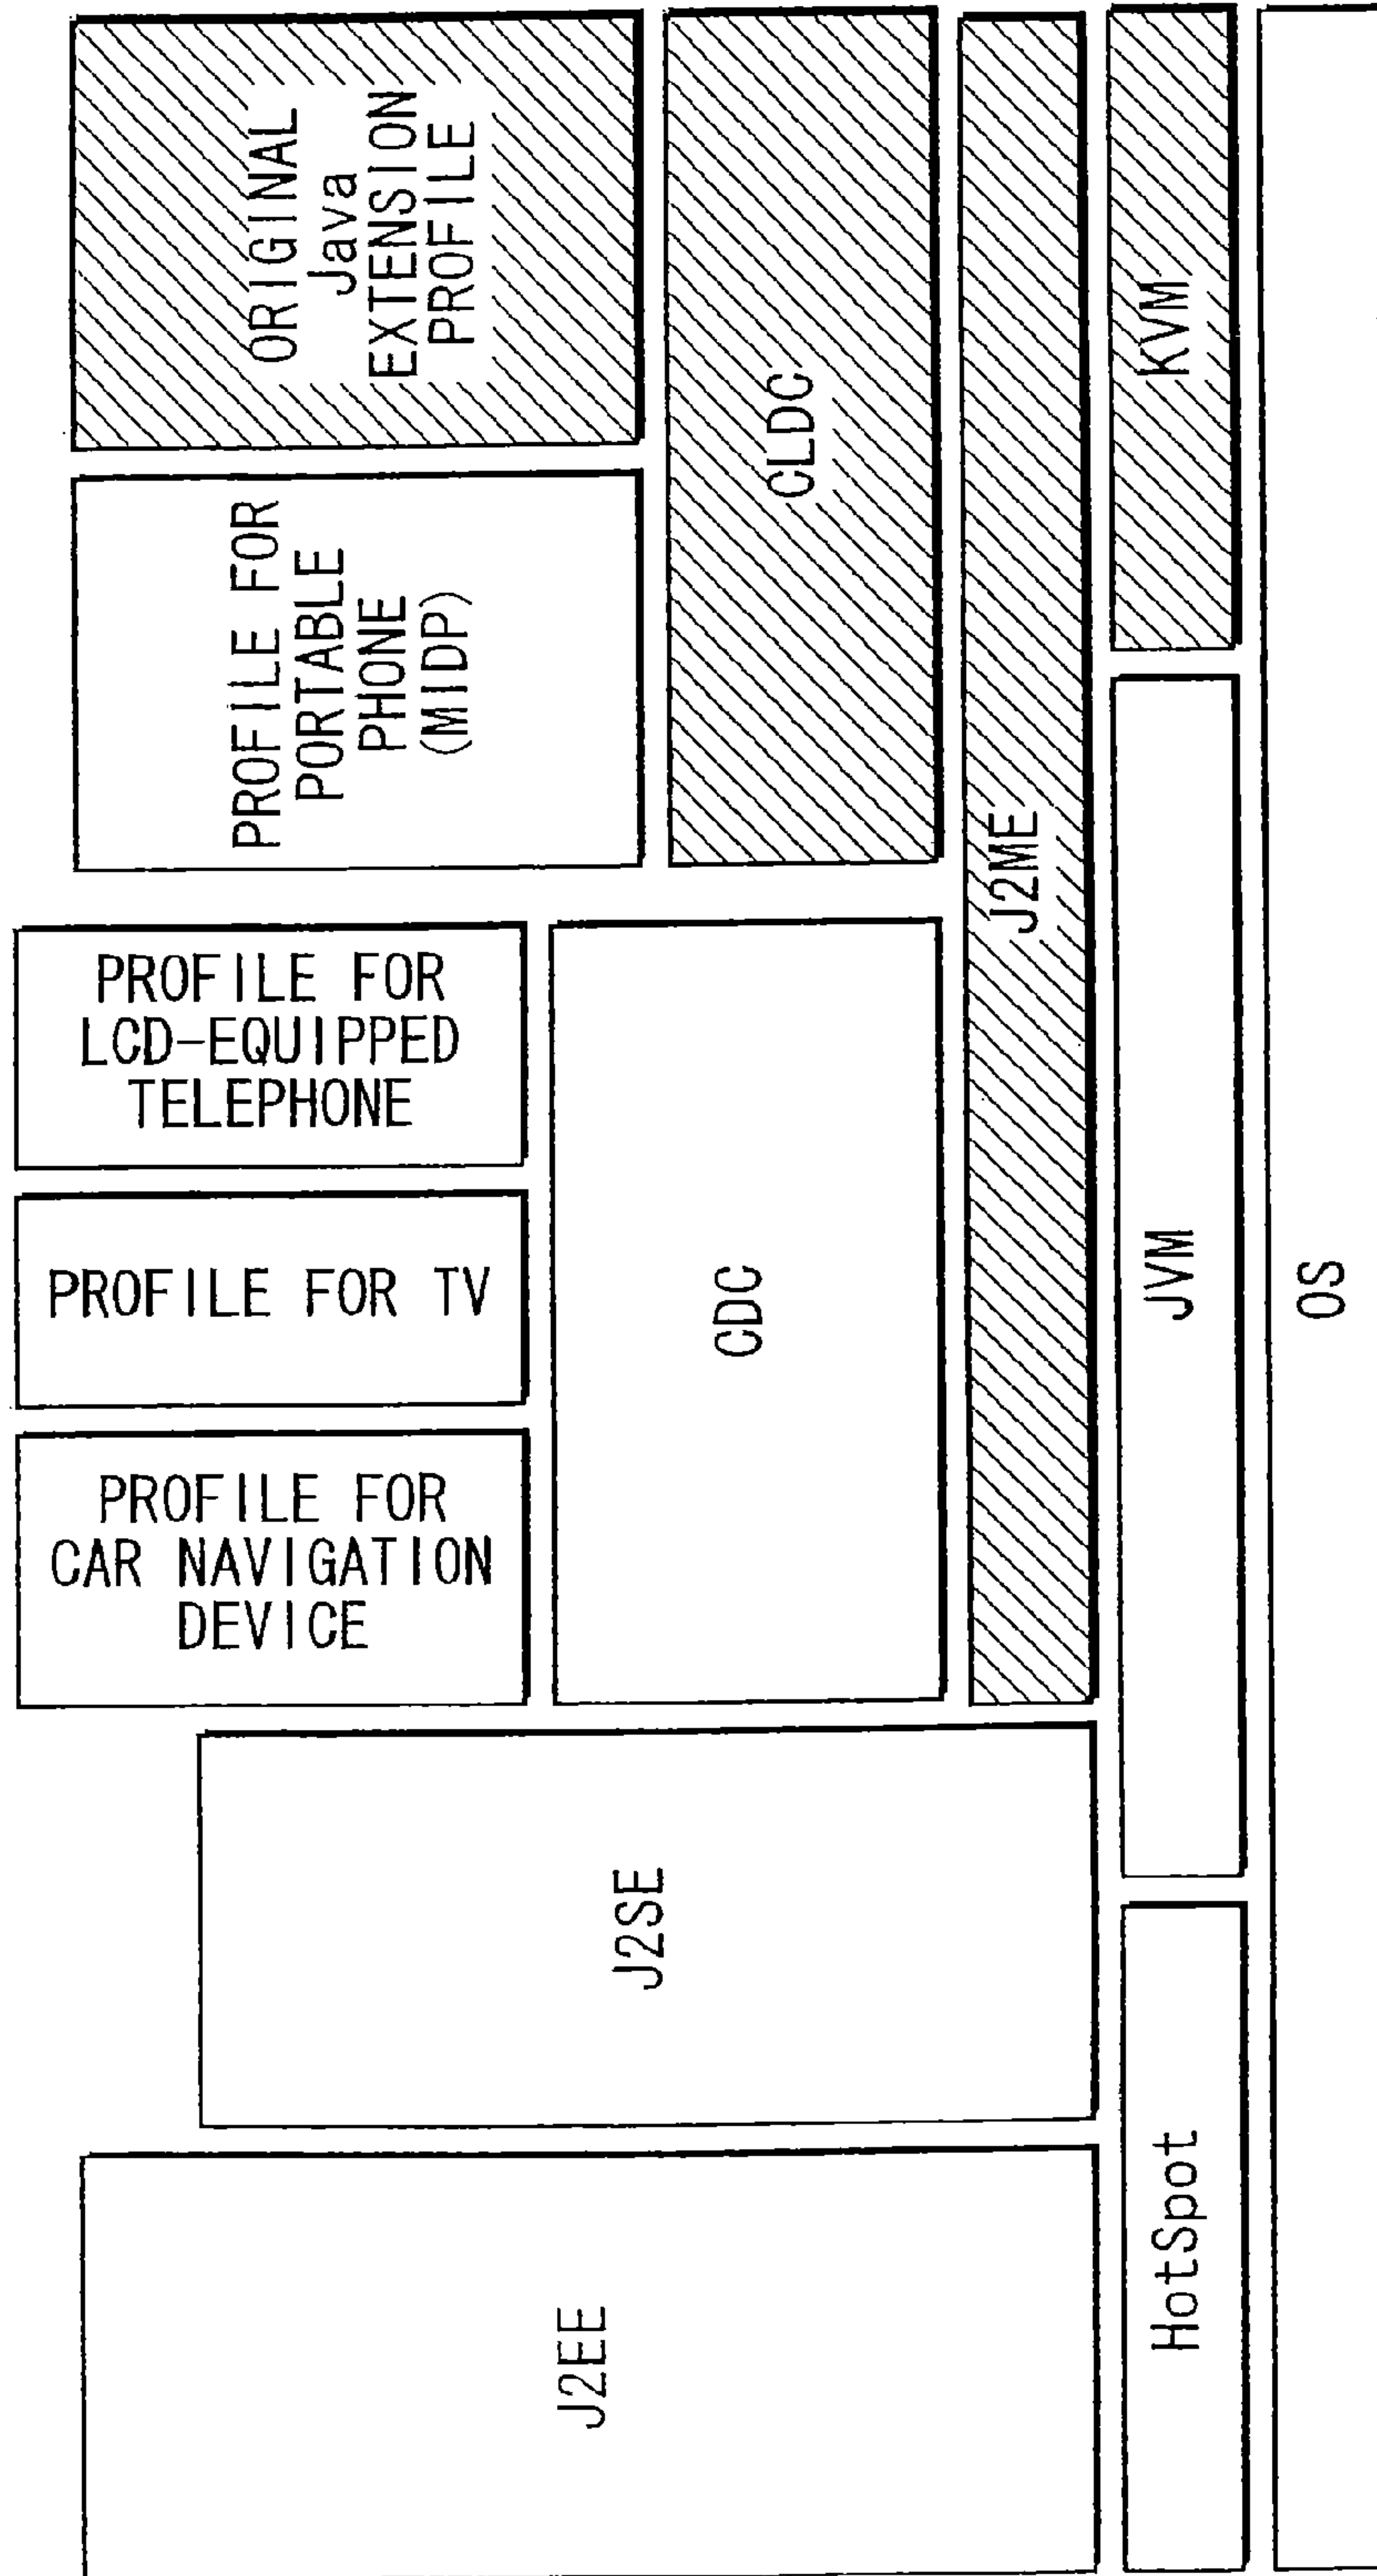 PROFILE FOR
CAR NAVIGATION
DEVICE
PROFILE FOR TV
PROFILE FOR
LCD-EQUIPPED
TELEPHONE
PROFILE FOR
PORTABLE
PHONE
(MIDP)
ORIGINAL
Java
EXTENSION
PROFILE
J2EE
J2SE
CDC
CLDC
J2ME
HotSpot
JVM
KVM
OS